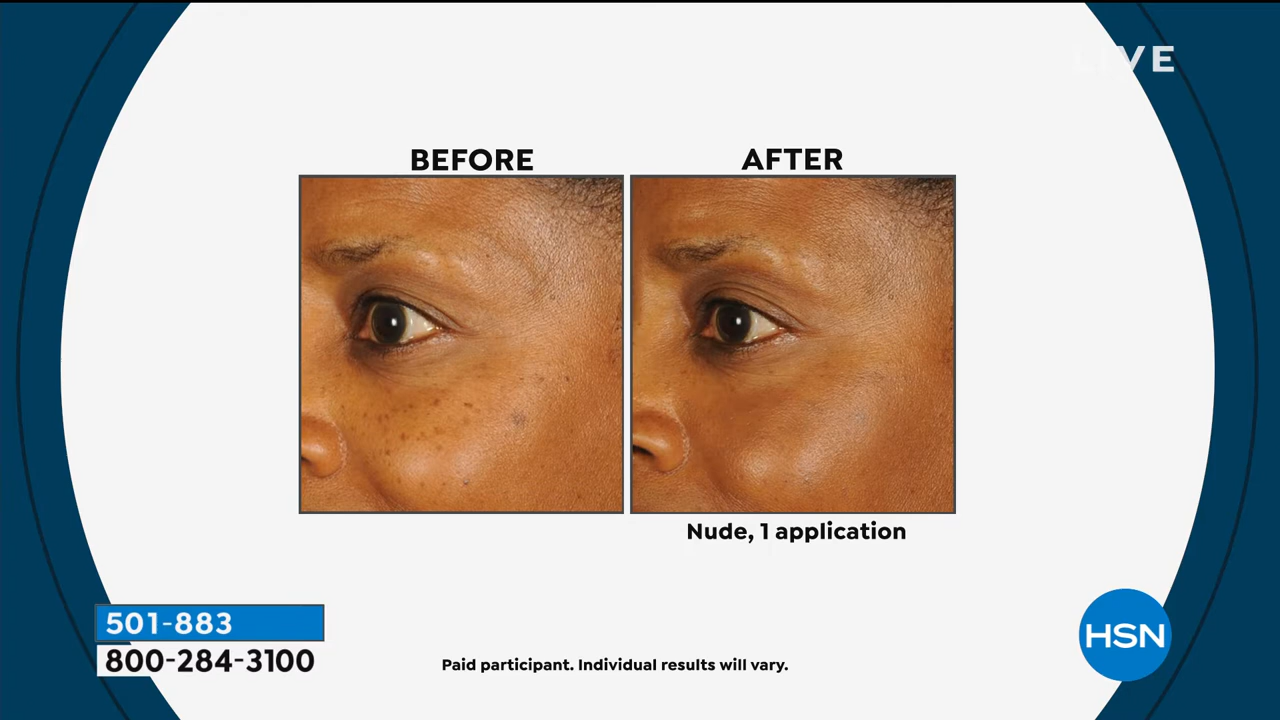 LIVE
BEFORE
AFTER
Nude, 1 application
501-883
800-284-3100
Paid participant. Individual results will vary.
HSN